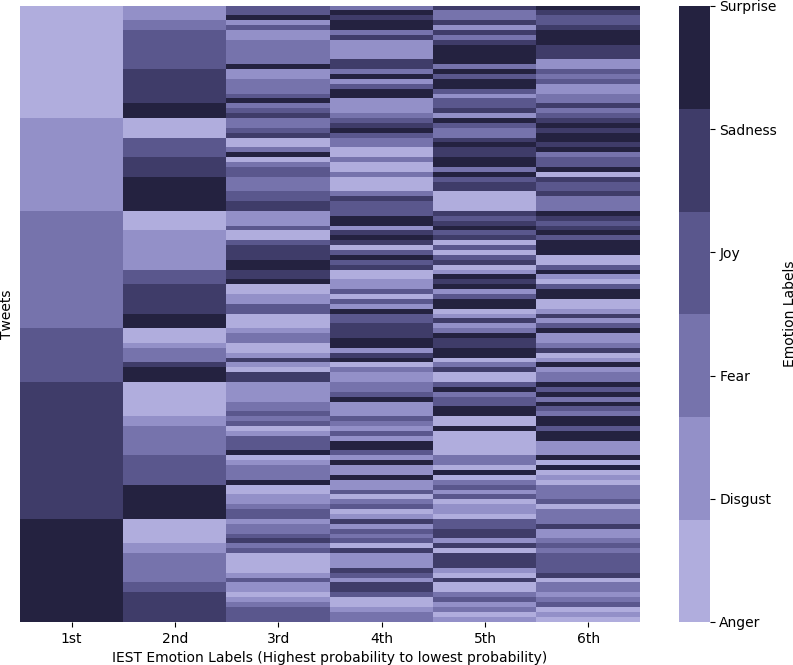 Tweets
1st 2nd 3rd 4th 5th 6th
IEST Emotion Labels (Highest probability to lowest probability)
Surprise
Sadness
Joy
Fear
Disgust
Anger
Emotion Labels